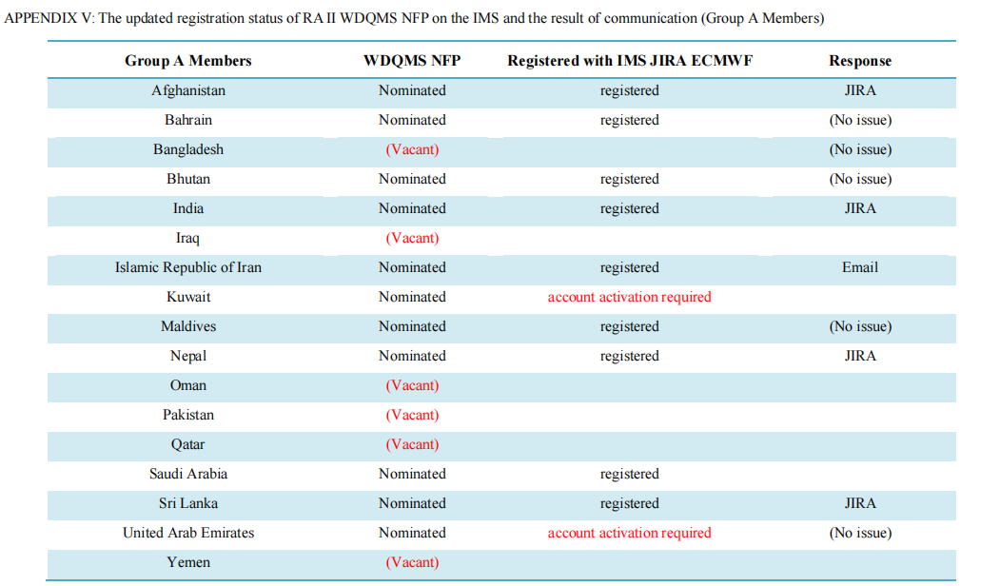 APPENDIX V: The updated registration status of RA II WDQMS NFP on the IMS and the result of communication (Group A Members)
Group A Members WDQMS NFP Registered with IMS JIRA ECMWF Response
Afghanistan Nominated registered JIRA
Bahrain Nominated registered (No issue)
Bangladesh (Vacant) (No issue)
Bhutan Nominated registered (No issue)
India Nominated registered JIRA
Iraq (Vacant)
Islamic Republic of Iran Nominated registered Email
Kuwait Nominated account activation required
Maldives Nominated registered (No issue)
Nepal Nominated registered JIRA
Oman (Vacant)
Pakistan (Vacant)
Qatar (Vacant)
Saudi Arabia Nominated registered
Sri Lanka Nominated registered JIRA
United Arab Emirates Nominated account activation required (No issue)
Yemen (Vacant)